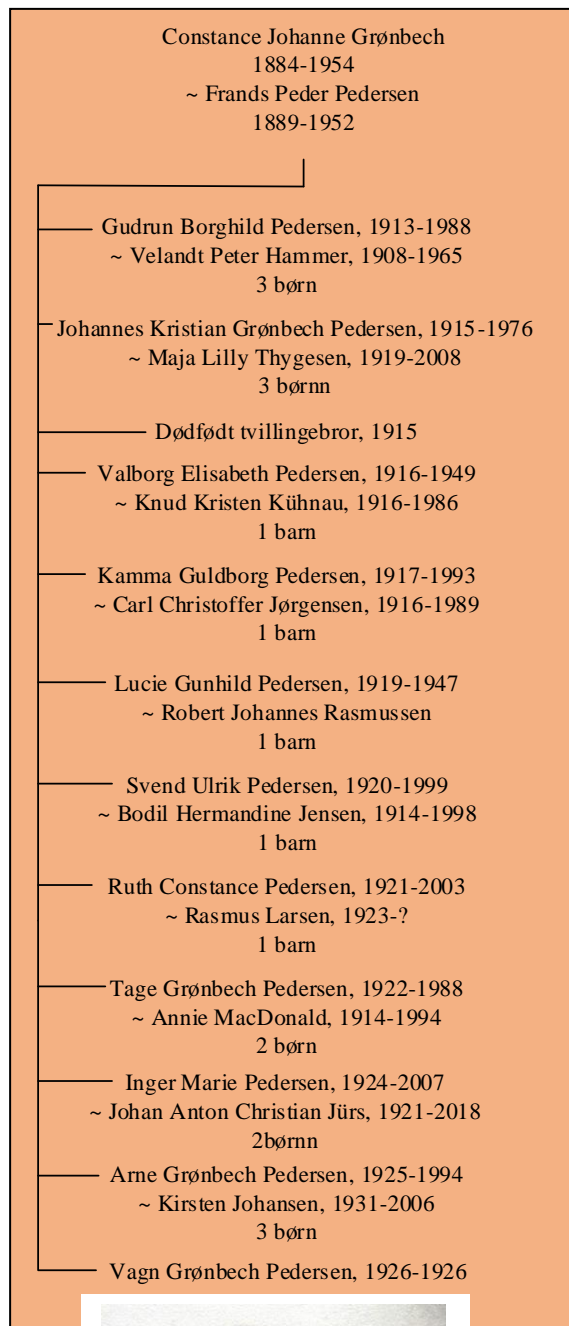 Constance Johanne Grønbech
1884-1954
~ Frands Peder Pedersen
1889-1952
Gudrun Borghild Pedersen, 1913-1988
~ Velandt Peter Hammer, 1908-1965
3 børn
Johannes Kristian Grønbech Pedersen, 1915-1976
~ Maja Lilly Thygesen, 1919-2008
3 børnn
Dødfødt tvillingebror, 1915
Valborg Elisabeth Pedersen, 1916-1949
~ Knud Kristen Kühnau, 1916-1986
1 barn
Kamma Guldborg Pedersen, 1917-1993
~ Carl Christoffer Jørgensen, 1916-1989
1 barn
Lucie Gunhild Pedersen, 1919-1947
~ Robert Johannes Rasmussen
1 barn
Svend Ulrik Pedersen, 1920-1999
~ Bodil Hermandine Jensen, 1914-1998
1 barn
Ruth Constance Pedersen, 1921-2003
~ Rasmus Larsen, 1923-?
1 barn
Tage Grønbech Pedersen, 1922-1988
~ Annie MacDonald, 1914-1994
2 børn
Inger Marie Pedersen, 1924-2007
~ Johan Anton Christian Jürs, 1921-2018
2børnn
Arne Grønbech Pedersen, 1925-1994
~ Kirsten Johansen, 1931-2006
3 børn
Vagn Grønbech Pedersen, 1926-1926